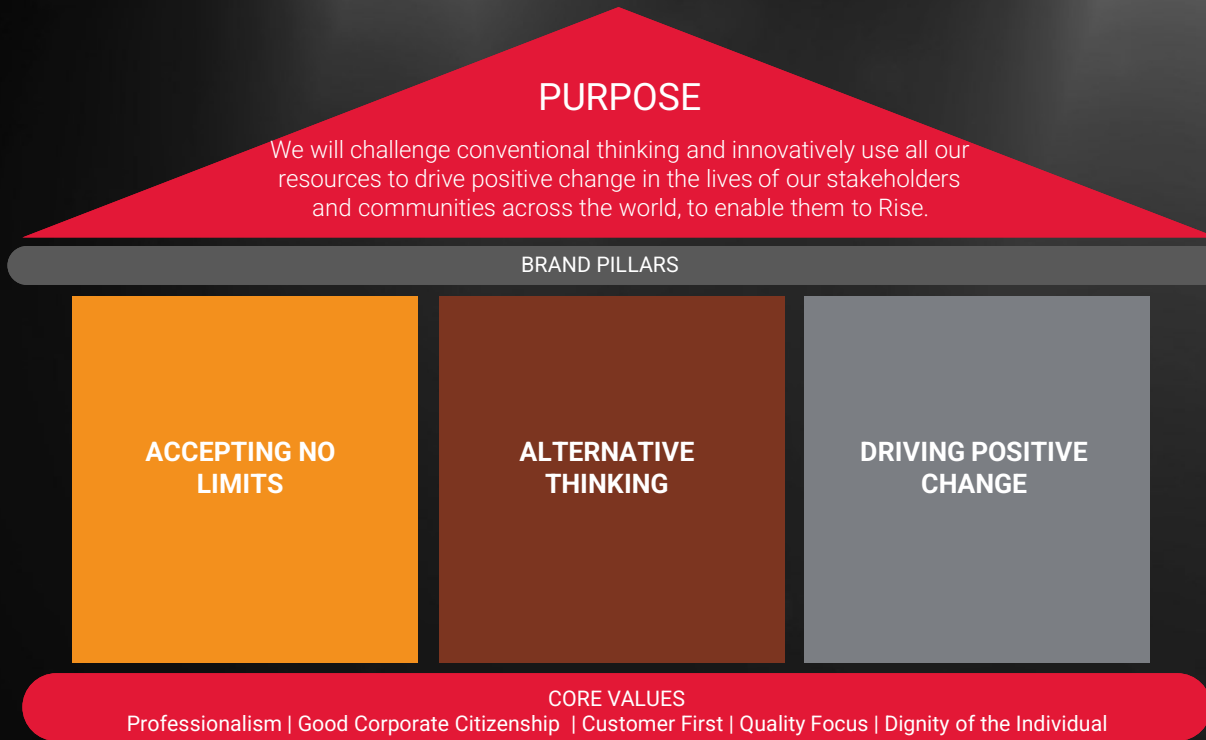 PURPOSE
We will challenge conventional thinking and innovatively use all our
resources to drive positive change in the lives of our stakeholders
and communities across the world, to enable them to Rise.
BRAND PILLARS
ACCEPTING NO
LIMITS
ALTERNATIVE
THINKING
DRIVING POSITIVE
CHANGE
CORE VALUES
Professionalism | Good Corporate Citizenship | Customer First | Quality Focus | Dignity of the Individual